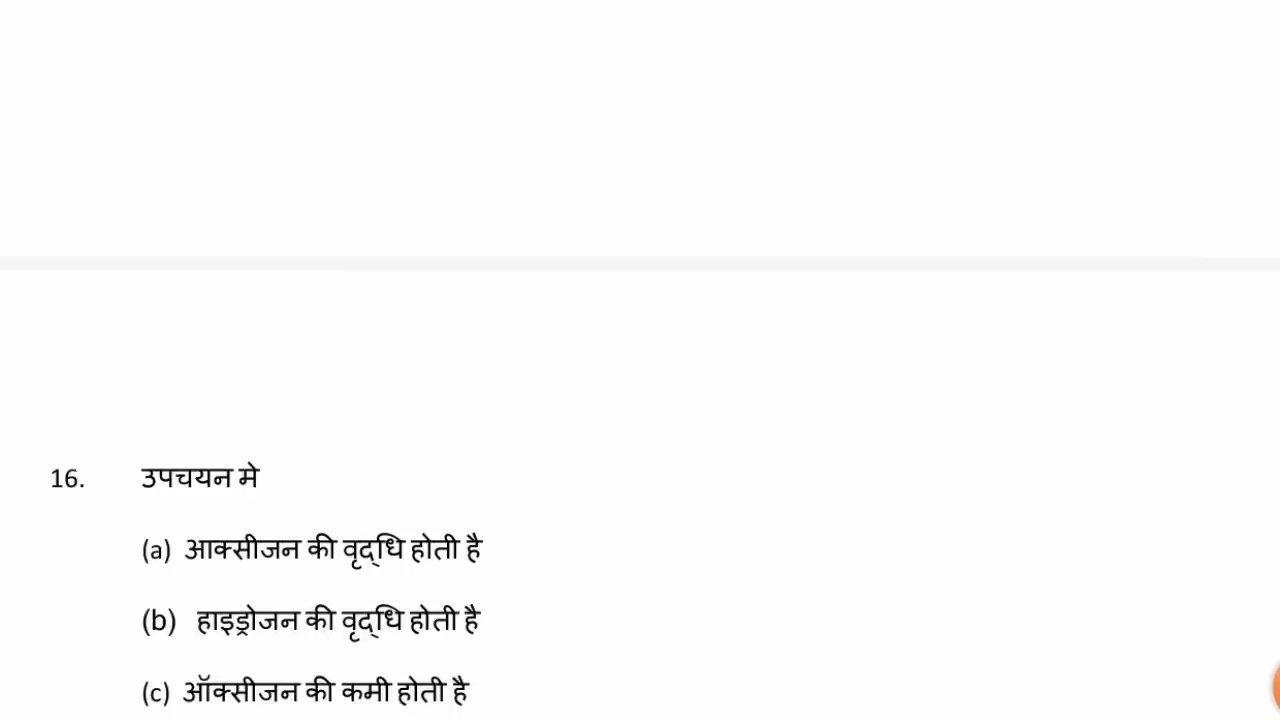 16. उपचयन मे
(a) आक्सीजन की वृद्धि होती है
(b) हाइड्रोजन की वृद्धि होती है
(c) ऑक्सीजन की कमी होती है